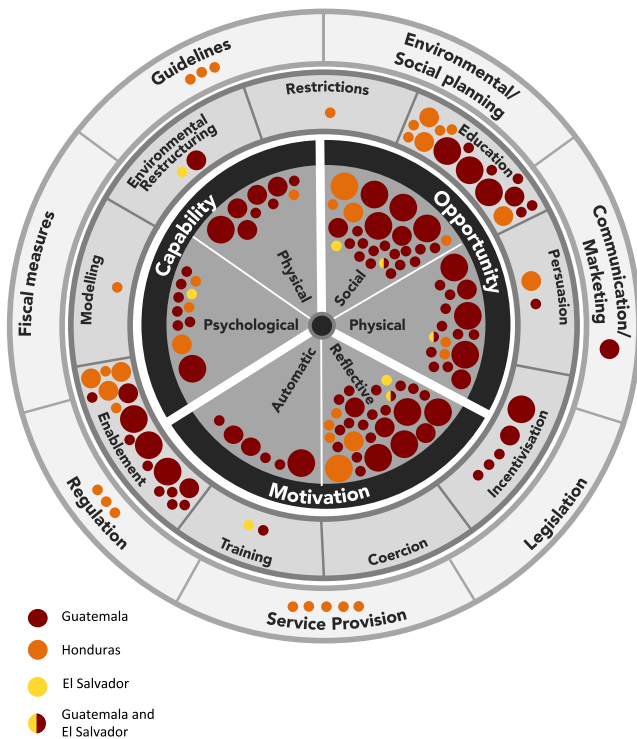 Guidelines
Environmental/
Social planning
Communication/
Marketing
Legislation
Service Provision
Regulation
Fiscal measures
Restrictions
Education
Persuasion
Incentivisation
Coercion
Training
Enablement
Modelling
Environmental
Restructuring
Capability
Opportunity
Motivation
Physical
Social
Physical
Reflective
Automatic
Psychological
Guatemala
Honduras
El Salvador
Guatemala and
El Salvador